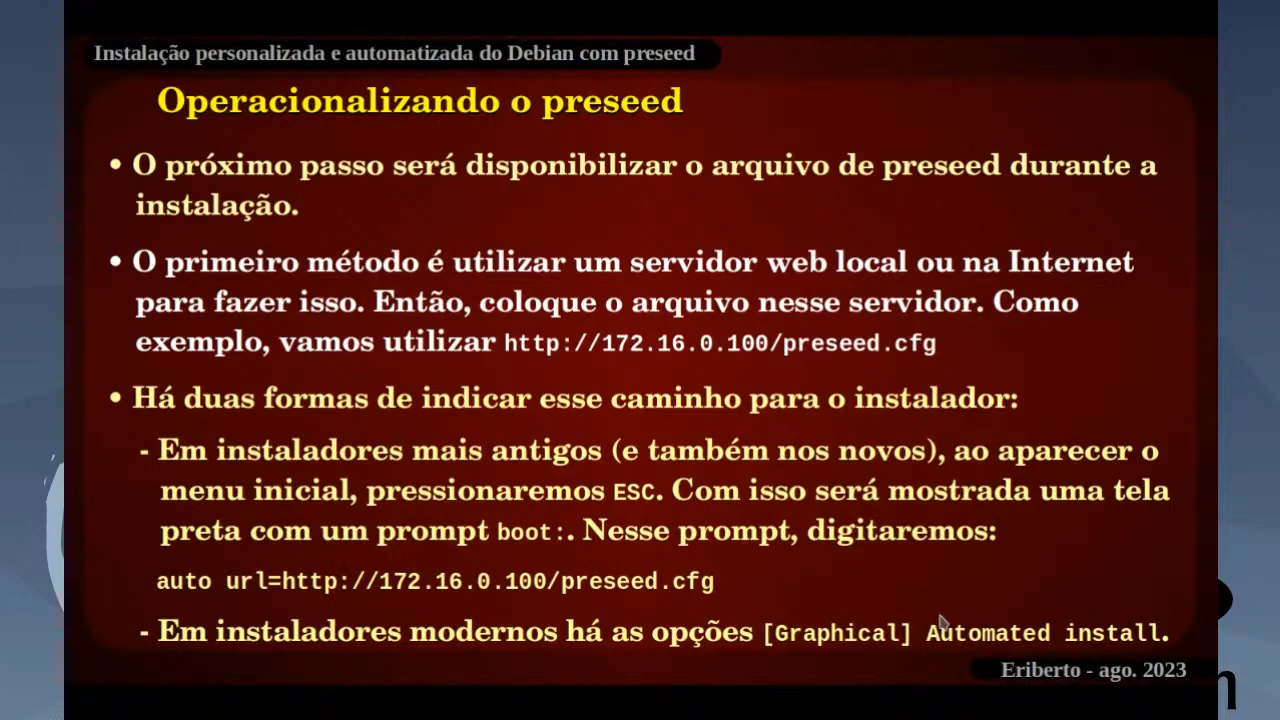 Instalação personalizada e automatizada do Debian com preseed
Operacionalizando o preseed
• O próximo passo será disponibilizar o arquivo de preseed durante a
instalação.
• O primeiro método é utilizar um servidor web local ou na Internet
para fazer isso. Então, coloque o arquivo nesse servidor. Como
exemplo, vamos utilizar http://172.16.0.100/preseed.cfg
• Há duas formas de indicar esse caminho para o instalador:
- Em instaladores mais antigos (e também nos novos), ao aparecer o
menu inicial, pressionaremos ESC. Com isso será mostrada uma tela
preta com um prompt boot:. Nesse prompt, digitaremos:
auto url=http://172.16.0.100/preseed.cfg
- Em instaladores modernos há as opções [Graphical] Automated install.
Eriberto - ago. 2023